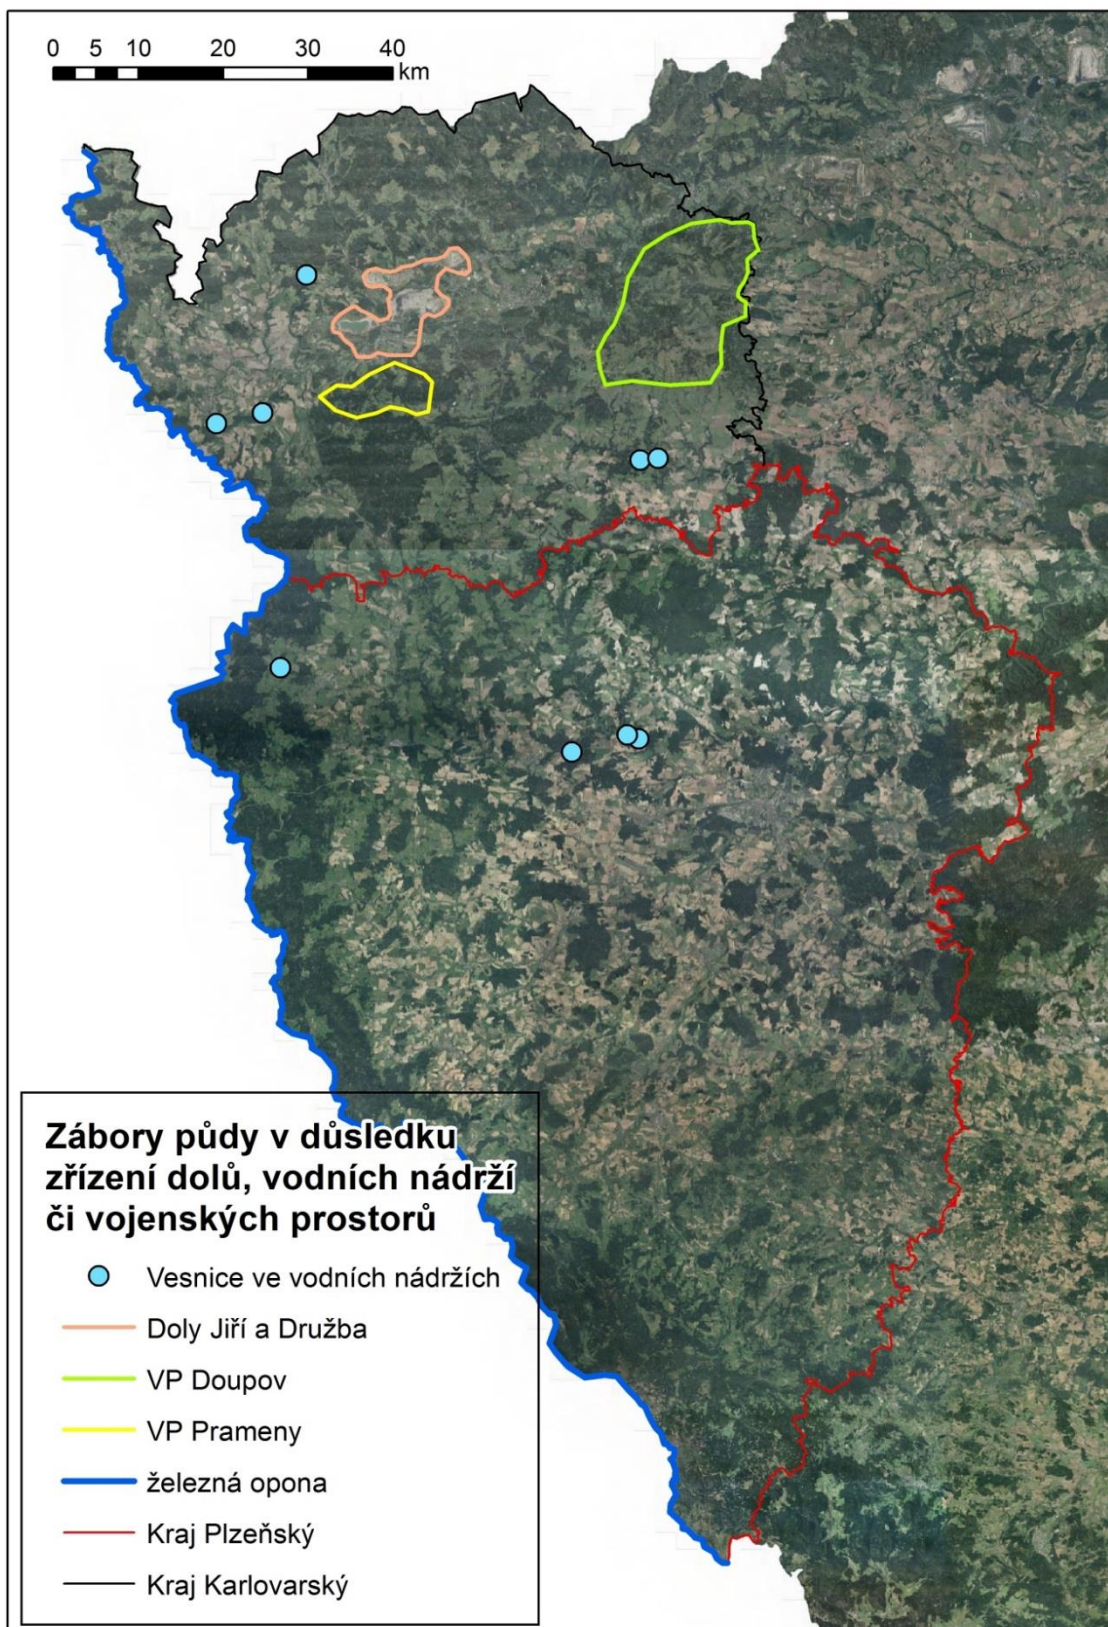 0 5 10 20 30 40
km
Zábory půdy v důsledku
zřízení dolů, vodních nádrží
či vojenských prostorů
Vesnice ve vodních nádržích
Doly Jiří a Družba
VP Doupov
VP Prameny
železná opona
Kraj Plzeňský
Kraj Karlovarský